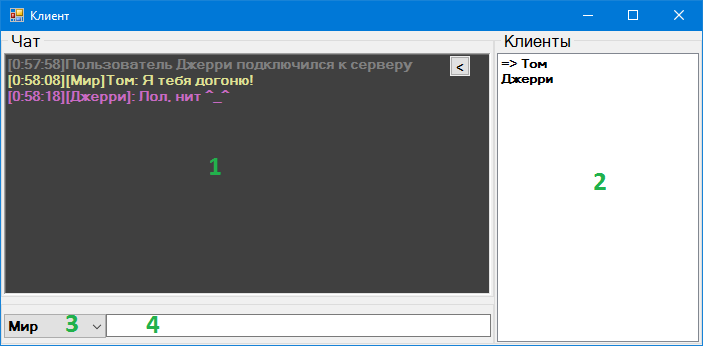 Клиент
Чат
[0:57:58]Пользователь Джерри подключился к серверу
[0:58:08][Мир]Том: Я тебя догоню!
[0:58:18][Джерри]: Лол, нит ^_^
<
1
Клиенты
=> Том
Джерри
2
Мир 3
4